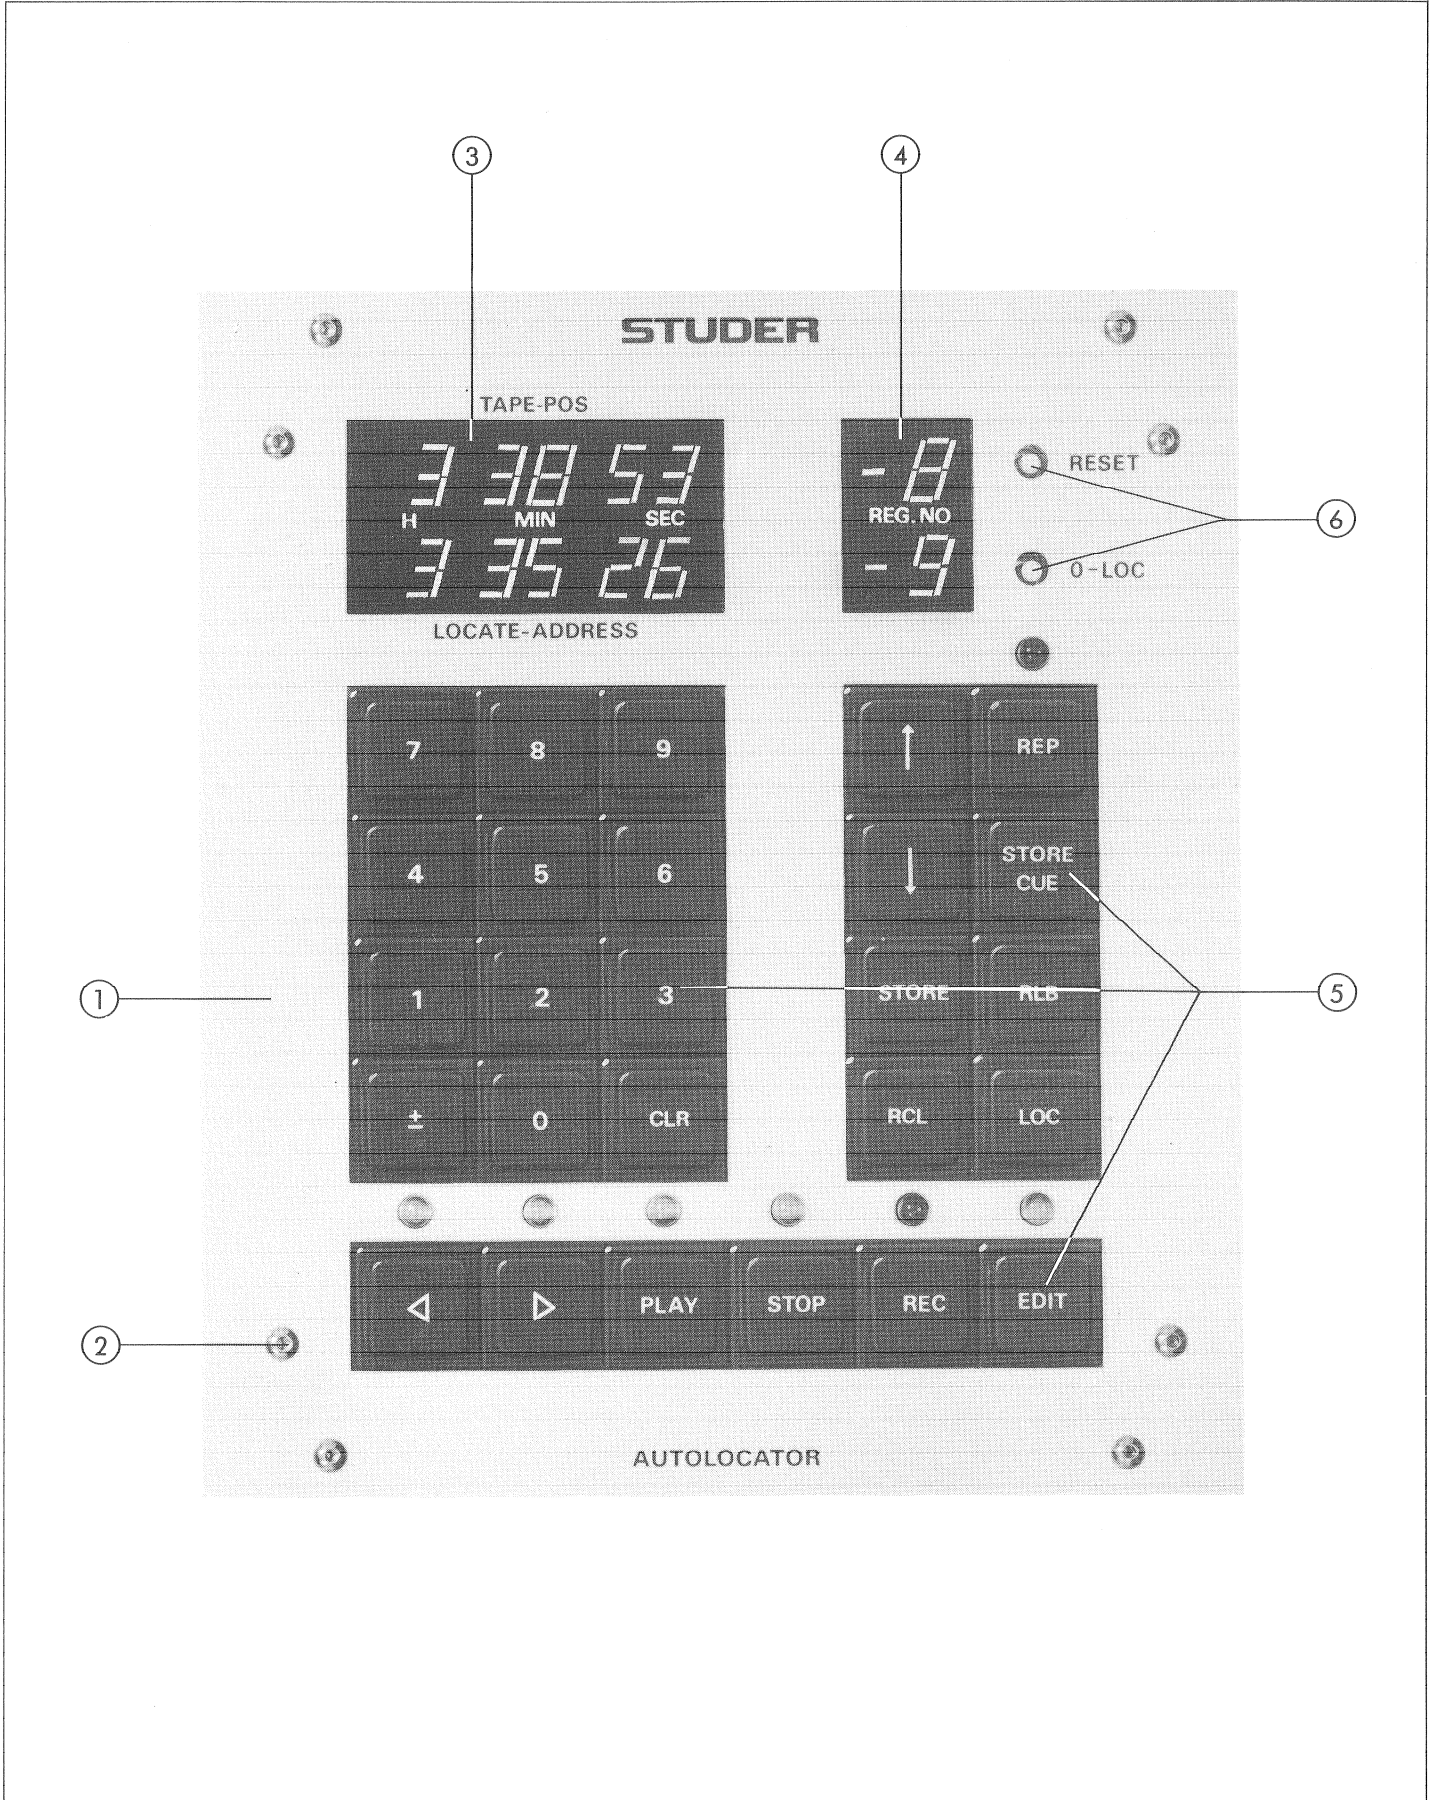 3 4
STUDER
TAPE-POS
3 38 53 -8 RESET
H MIN SEC REG. NO 6
3 35 26 -9 0-LOC
LOCATE-ADDRESS
7 8 9 ↑ REP
4 5 6 ↓ STORE CUE
1 1 2 3 STORE RLB 5
± 0 CLR RCL LOC
◁ ▷ PLAY STOP REC EDIT
2
AUTOLOCATOR